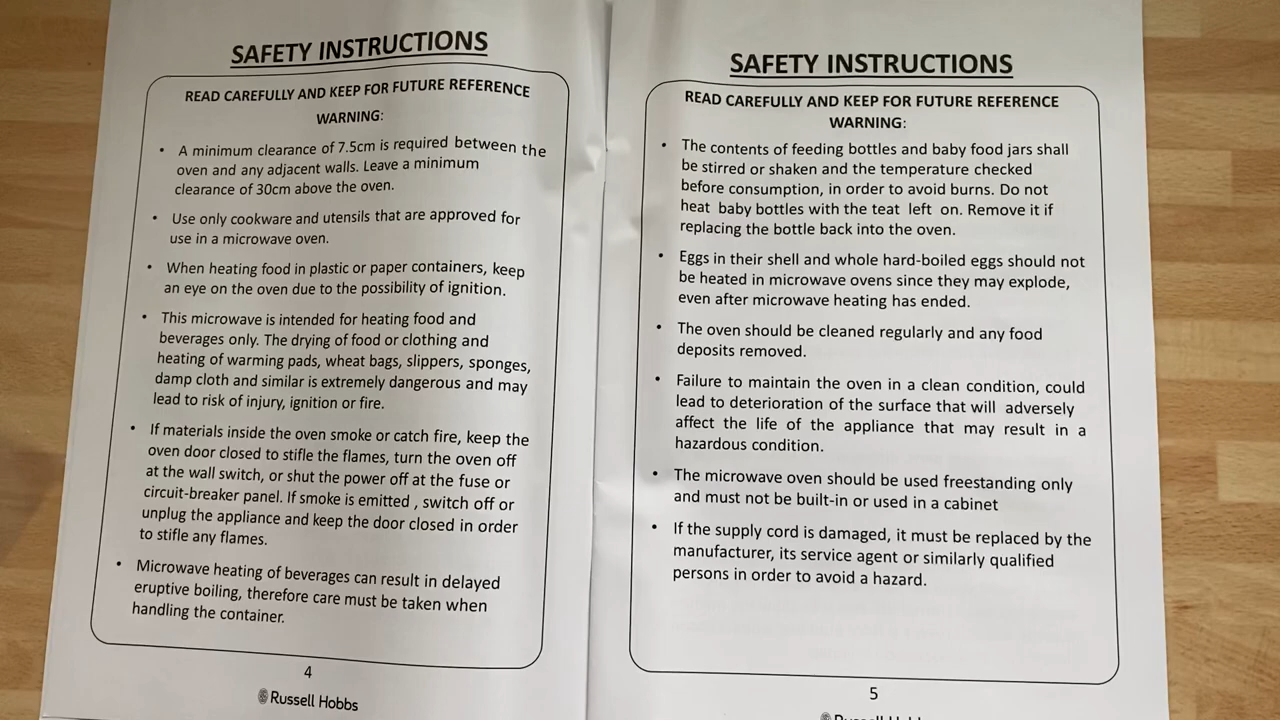 SAFETY INSTRUCTIONS
READ CAREFULLY AND KEEP FOR FUTURE REFERENCE
WARNING:
• A minimum clearance of 7.5cm is required between the
oven and any adjacent walls. Leave a minimum
clearance of 30cm above the oven.
• Use only cookware and utensils that are approved for
use in a microwave oven.
• When heating food in plastic or paper containers, keep
an eye on the oven due to the possibility of ignition.
• This microwave is intended for heating food and
beverages only. The drying of food or clothing and
heating of warming pads, wheat bags, slippers, sponges,
damp cloth and similar is extremely dangerous and may
lead to risk of injury, ignition or fire.
• If materials inside the oven smoke or catch fire, keep the
oven door closed to stifle the flames, turn the oven off
at the wall switch, or shut the power off at the fuse or
circuit-breaker panel. If smoke is emitted , switch off or
unplug the appliance and keep the door closed in order
to stifle any flames.
• Microwave heating of beverages can result in delayed
eruptive boiling, therefore care must be taken when
handling the container.
4
Russell Hobbs
SAFETY INSTRUCTIONS
READ CAREFULLY AND KEEP FOR FUTURE REFERENCE
WARNING:
• The contents of feeding bottles and baby food jars shall
be stirred or shaken and the temperature checked
before consumption, in order to avoid burns. Do not
heat baby bottles with the teat left on. Remove it if
replacing the bottle back into the oven.
• Eggs in their shell and whole hard-boiled eggs should not
be heated in microwave ovens since they may explode,
even after microwave heating has ended.
• The oven should be cleaned regularly and any food
deposits removed.
• Failure to maintain the oven in a clean condition, could
lead to deterioration of the surface that will adversely
affect the life of the appliance that may result in a
hazardous condition.
• The microwave oven should be used freestanding only
and must not be built-in or used in a cabinet
• If the supply cord is damaged, it must be replaced by the
manufacturer, its service agent or similarly qualified
persons in order to avoid a hazard.
5